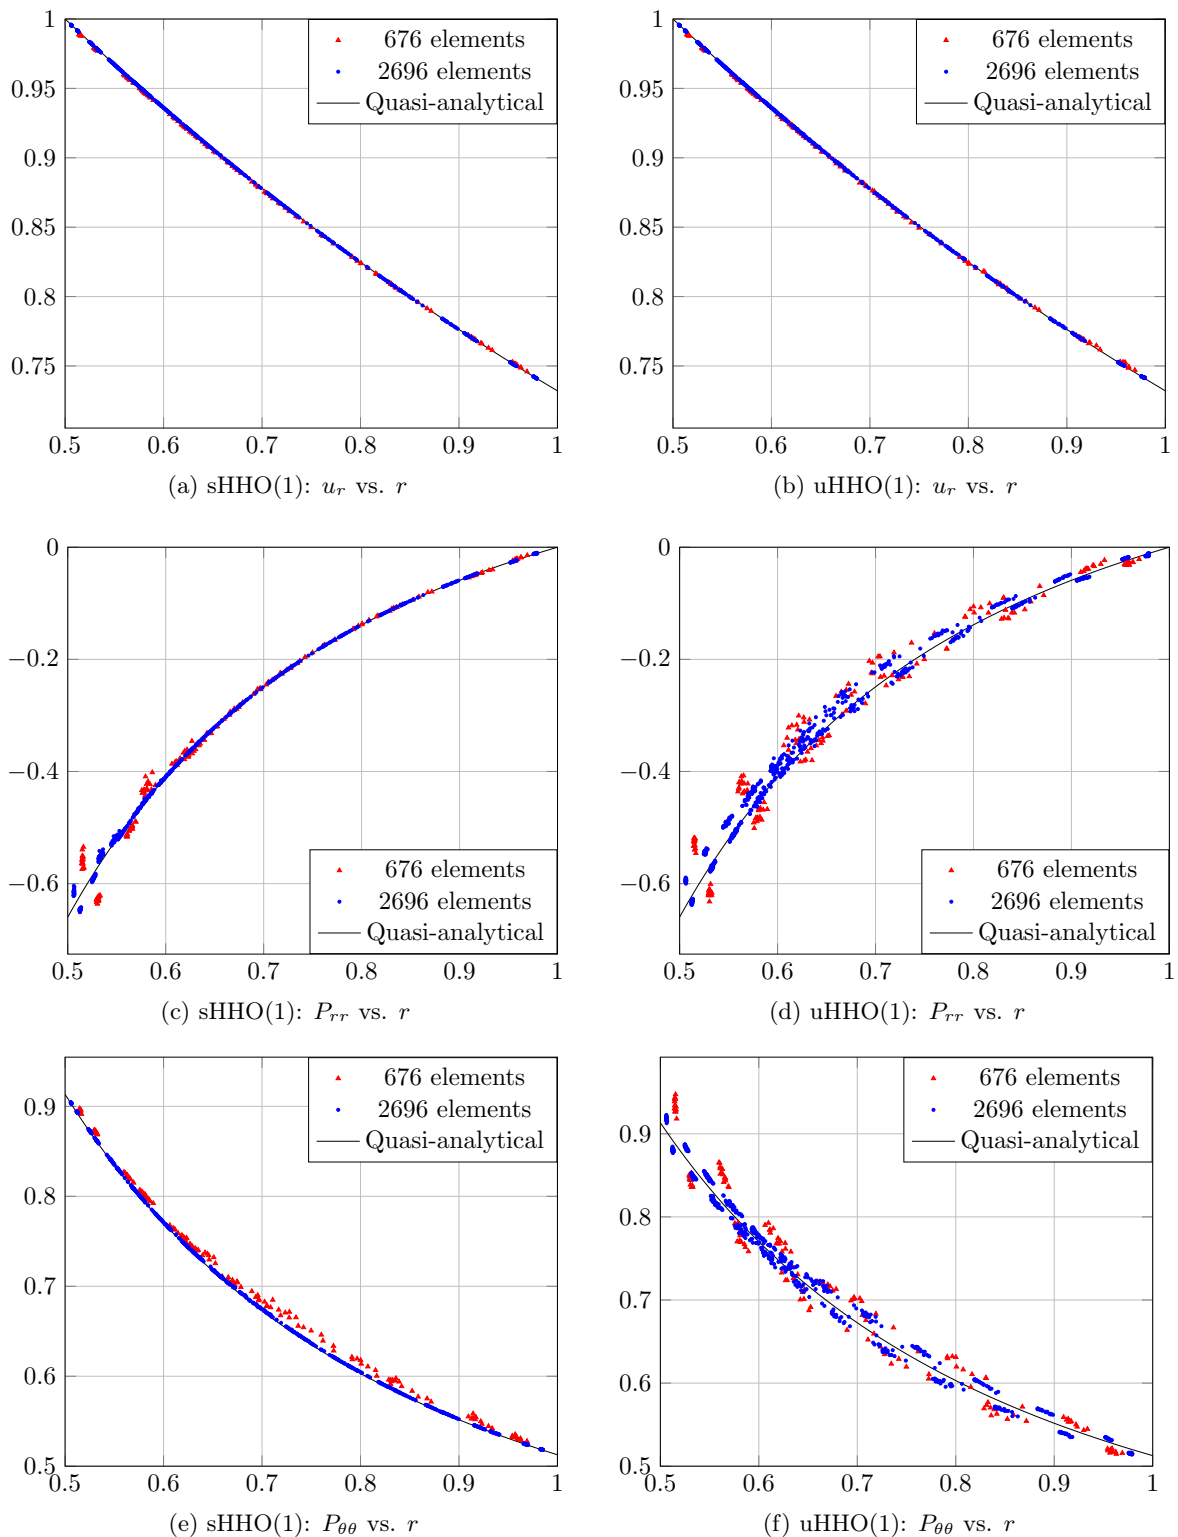 1
0.95
0.9
0.85
0.8
0.75
0.5 0.6 0.7 0.8 0.9 1
676 elements
2696 elements
Quasi-analytical
(a) sHHO(1): u_r vs. r
1
0.95
0.9
0.85
0.8
0.75
0.5 0.6 0.7 0.8 0.9 1
676 elements
2696 elements
Quasi-analytical
(b) uHHO(1): u_r vs. r
0
−0.2
−0.4
−0.6
0.5 0.6 0.7 0.8 0.9 1
676 elements
2696 elements
Quasi-analytical
(c) sHHO(1): P_rr vs. r
0
−0.2
−0.4
−0.6
0.5 0.6 0.7 0.8 0.9 1
676 elements
2696 elements
Quasi-analytical
(d) uHHO(1): P_rr vs. r
0.9
0.8
0.7
0.6
0.5
0.5 0.6 0.7 0.8 0.9 1
676 elements
2696 elements
Quasi-analytical
(e) sHHO(1): P_θθ vs. r
0.9
0.8
0.7
0.6
0.5
0.5 0.6 0.7 0.8 0.9 1
676 elements
2696 elements
Quasi-analytical
(f) uHHO(1): P_θθ vs. r